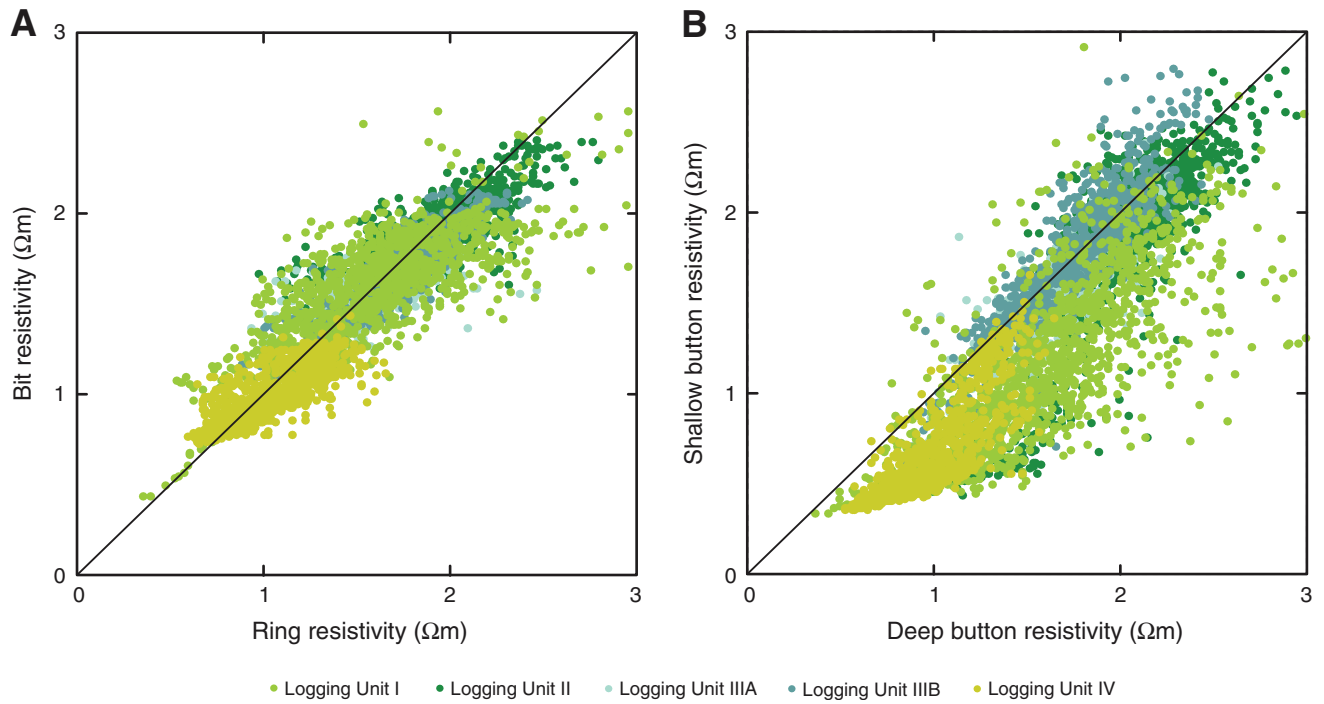 A
B
3
2
1
0
Bit resistivity (Ωm)
0 1 2 3
Ring resistivity (Ωm)
3
2
1
0
Shallow button resistivity (Ωm)
0 1 2 3
Deep button resistivity (Ωm)
Logging Unit I Logging Unit II Logging Unit IIIA Logging Unit IIIB Logging Unit IV